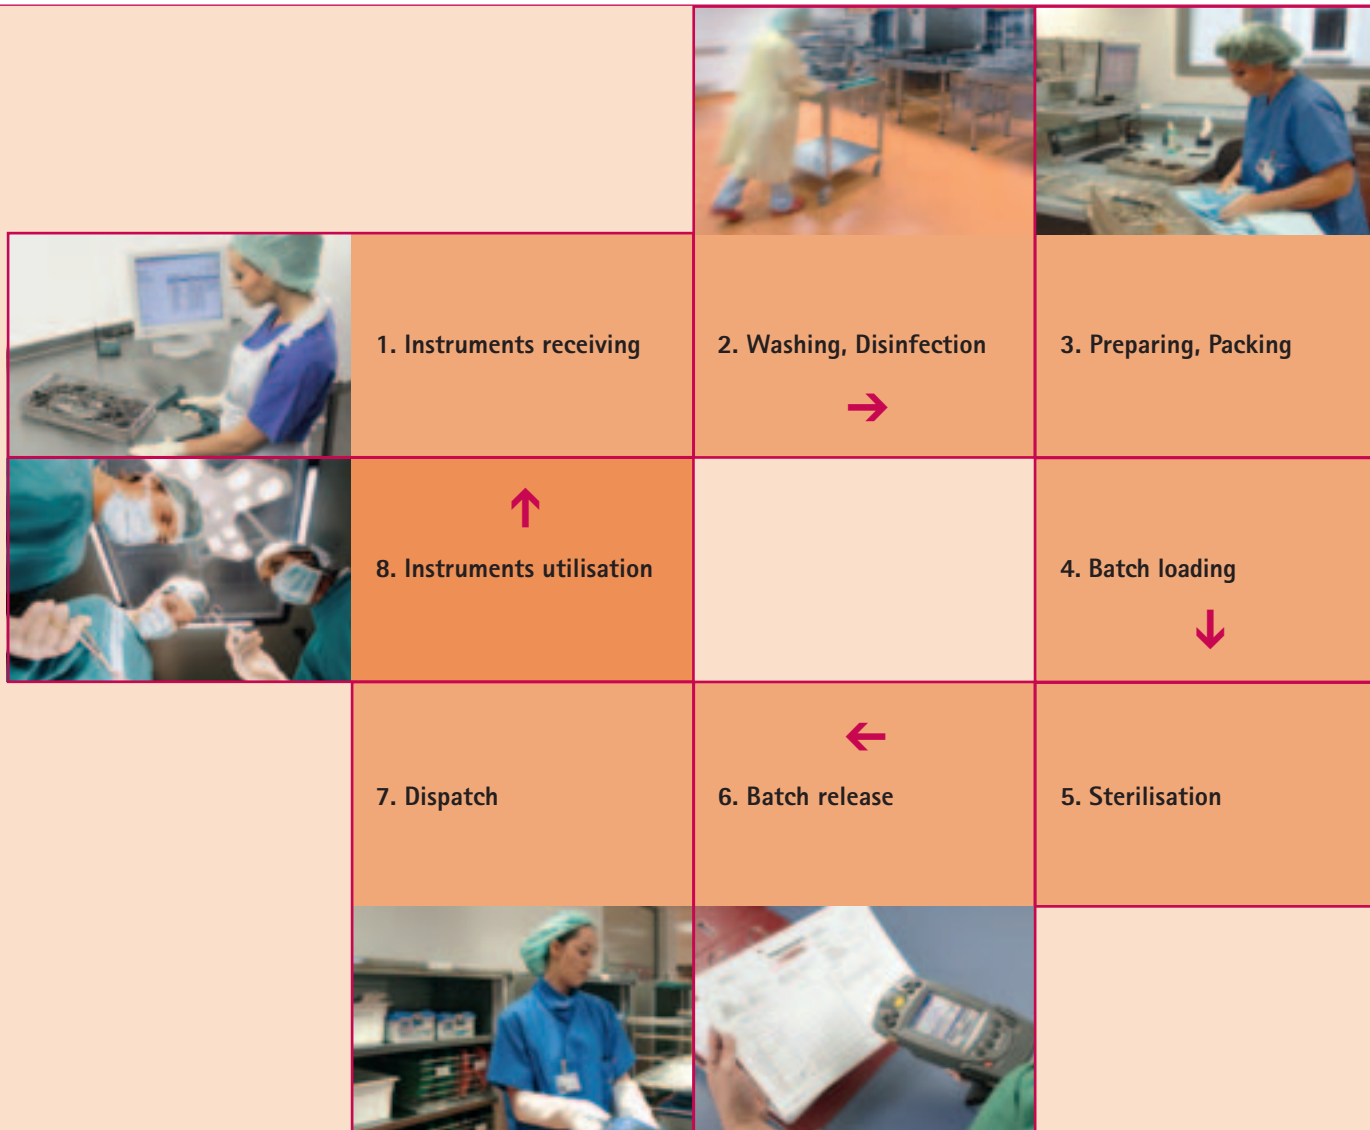 1. Instruments receiving
2. Washing, Disinfection
3. Preparing, Packing
8. Instruments utilisation
4. Batch loading
7. Dispatch
6. Batch release
5. Sterilisation